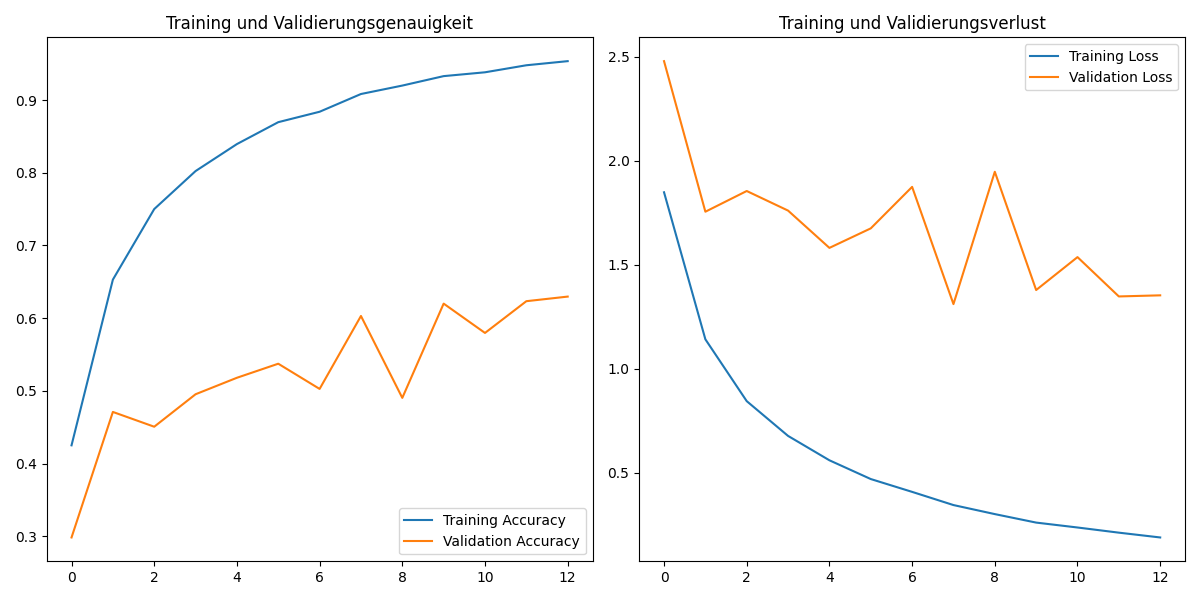 Training und Validierungsgenauigkeit
0.9
0.8
0.7
0.6
0.5
0.4
0.3
0 2 4 6 8 10 12
Training Accuracy
Validation Accuracy
Training und Validierungsverlust
2.5
2.0
1.5
1.0
0.5
0 2 4 6 8 10 12
Training Loss
Validation Loss